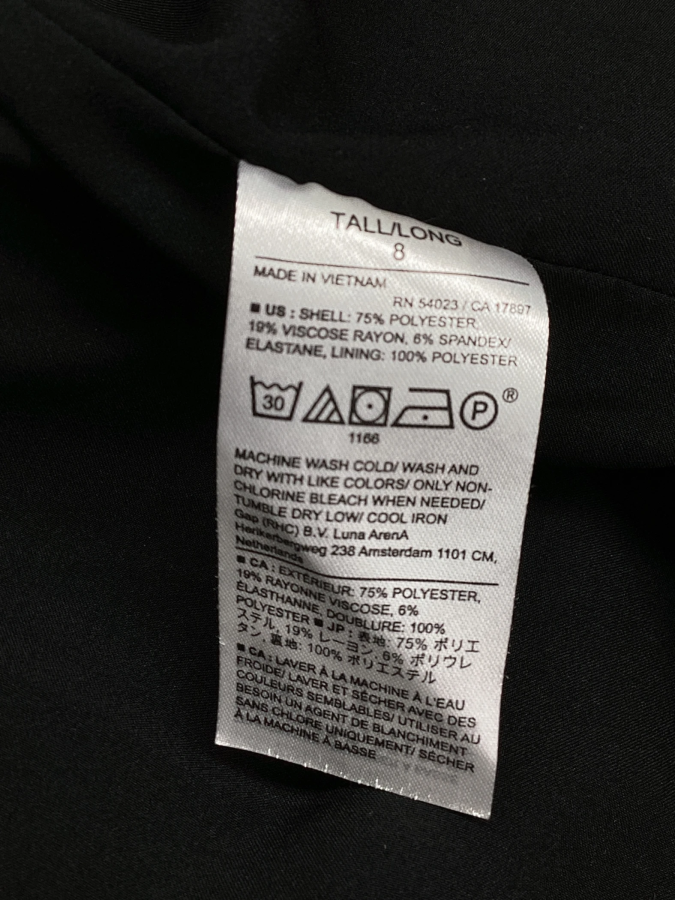 TALL/LONG
8
MADE IN VIETNAM
RN 54023 / CA 17897
■ US : SHELL: 75% POLYESTER,
19% VISCOSE RAYON, 6% SPANDEX/
ELASTANE, LINING: 100% POLYESTER
30 P ®
1166
MACHINE WASH COLD/ WASH AND
DRY WITH LIKE COLORS/ ONLY NON-
CHLORINE BLEACH WHEN NEEDED/
TUMBLE DRY LOW/ COOL IRON
Gap (RHC) B.V. Luna ArenA
Herikerbergweg 238 Amsterdam 1101 CM,
Netherlands
■ CA : EXTÉRIEUR: 75% POLYESTER,
19% RAYONNE VISCOSE, 6%
ÉLASTHANNE, DOUBLURE: 100%
POLYESTER ■ JP : 表地: 75% ポリエ
ステル, 19% レーヨン, 6% ポリウレ
タン, 裏地: 100% ポリエステル
■ CA : LAVER À LA MACHINE À L'EAU
FROIDE/ LAVER ET SÉCHER AVEC DES
COULEURS SEMBLABLES/ UTILISER AU
BESOIN UN AGENT DE BLANCHIMENT
SANS CHLORE UNIQUEMENT/ SÉCHER
À LA MACHINE À BASSE